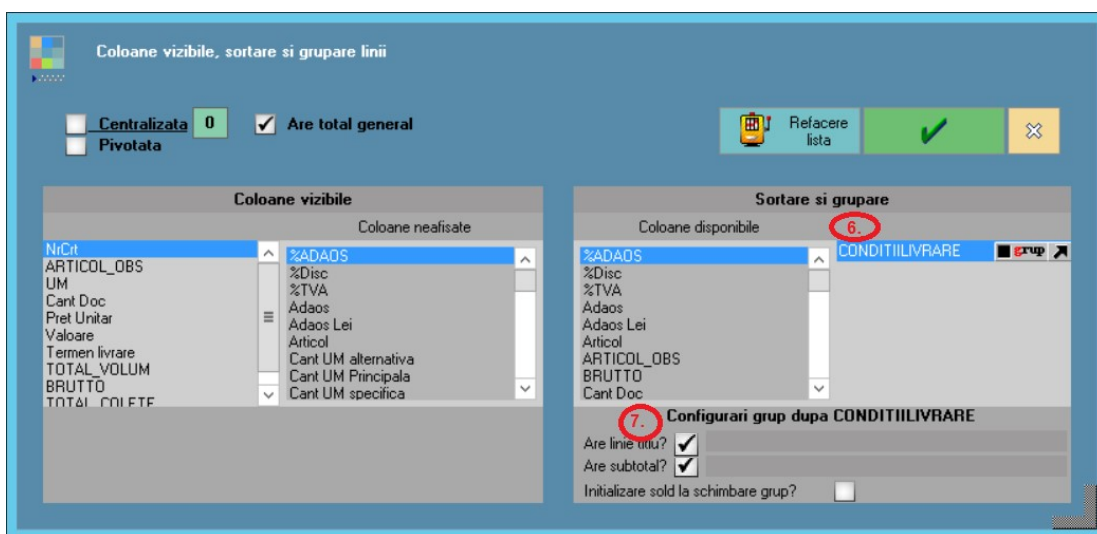 Coloane vizibile, sortare si grupare linii
Centralizata 0
Are total general
Pivotata
Refacere lista
Coloane vizibile
Coloane neafisate
NrCrt
ARTICOL_OBS
UM
Cant Doc
Pret Unitar
Valoare
Termen livrare
TOTAL_VOLUM
BRUTTO
TOTAL_COLETE
%ADAOS
%Disc
%TVA
Adaos
Adaos Lei
Articol
Cant UM alternativa
Cant UM Principala
Cant UM specifica
Sortare si grupare
Coloane disponibile
6.
%ADAOS
%Disc
%TVA
Adaos
Adaos Lei
Articol
ARTICOL_OBS
BRUTTO
Cant Doc
CONDITIILIVRARE grup
7.
Configurari grup dupa CONDITIILIVRARE
Are linie titlu?
Are subtotal?
Initializare sold la schimbare grup?